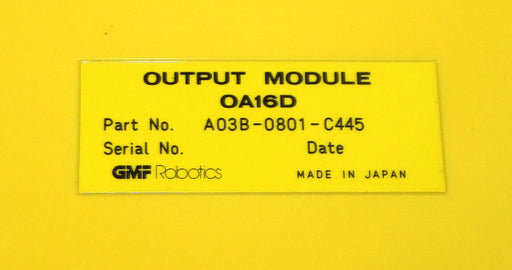 OUTPUT MODULE
OA16D
Part No. A03B-0801-C445
Serial No. Date
GMF Robotics MADE IN JAPAN